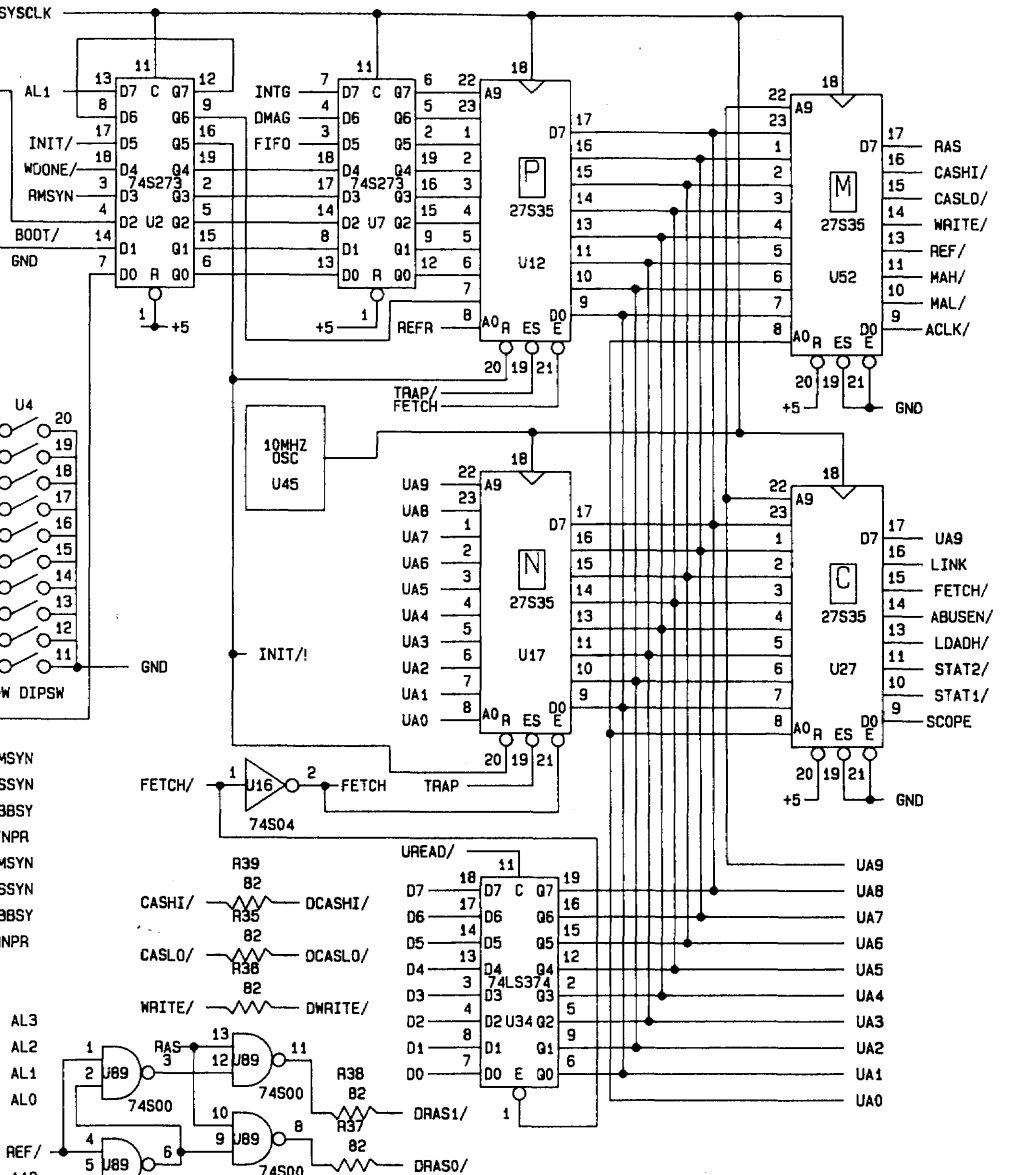 SYSCLK
11 11 18 18
13 D7 C Q7 12 7 D7 C Q7 6 22 A9 22 A9
AL1 INTG
8 D6 Q6 9 DMAG 4 D6 Q6 5 23 D7 17 23 D7 17 RAS
INIT/ 17 D5 Q5 16 FIFO 3 D5 Q5 2 1 16 1 16 CASHI/
WDONE/ 18 D4 Q4 19 18 D4 Q4 19 2 P 15 2 M 15 CASLO/
74S273 74S273 27S35 27S35
RMSYN 3 D3 Q3 2 17 D3 Q3 16 3 14 3 14 WRITE/
4 D2 U2 Q2 5 14 D2 U7 Q2 15 4 13 4 13 REF/
BOOT/ 14 D1 Q1 15 8 D1 Q1 9 5 U12 11 5 U52 11 MAH/
GND 7 D0 R Q0 6 13 D0 R Q0 12 6 10 6 10 MAL/
7 D0 9 7 D0 9 ACLK/
1 +5 +5 1 REFR 8 A0 R ES E 8 A0 R ES E
20 19 21 20 19 21
TRAP/
FETCH
+5 GND
U4
20
19
18
17
16
15
14
13
12
11
GND
W DIPSW
10MHZ
OSC
U45
INIT/!
18 18
UA9 22 A9 22 A9
UA8 23 D7 17 23 D7 17 UA9
UA7 1 16 1 16 LINK
UA6 2 N 15 2 C 15 FETCH/
UA5 3 27S35 14 3 27S35 14 ABUSEN/
UA4 4 13 4 13 LDADH/
UA3 5 U17 11 5 U27 11 STAT2/
UA2 6 10 6 10 STAT1/
UA1 7 D0 9 7 D0 9 SCOPE
UA0 8 A0 R ES E 8 A0 R ES E
20 19 21 20 19 21
+5 GND
FETCH/ 1 U16 2 FETCH TRAP
74S04
MSYN
SSYN
BBSY
NPR
MSYN
SSYN
BBSY
NPR
R39
82
CASHI/ DCASHI/
R35
82
CASLO/ DCASLO/
R36
82
WRITE/ DWRITE/
UREAD/ 11
UA9
D7 18 D7 C Q7 19 UA8
D6 17 D6 Q6 16 UA7
D5 14 D5 Q5 15 UA6
D4 13 D4 Q4 12 UA5
74LS374
D3 3 D3 Q3 2 UA4
D2 4 D2 U34 Q2 5 UA3
D1 8 D1 Q1 9 UA2
D0 7 D0 E Q0 6 UA1
1 UA0
AL3
AL2
AL1
AL0
REF/
1 2 U89 3
74S00
RAS 13 12 U89 11
74S00
R38
82
DRAS1/
10 9 U89 8
74S00
R37
82
DRAS0/
4 5 U89 6